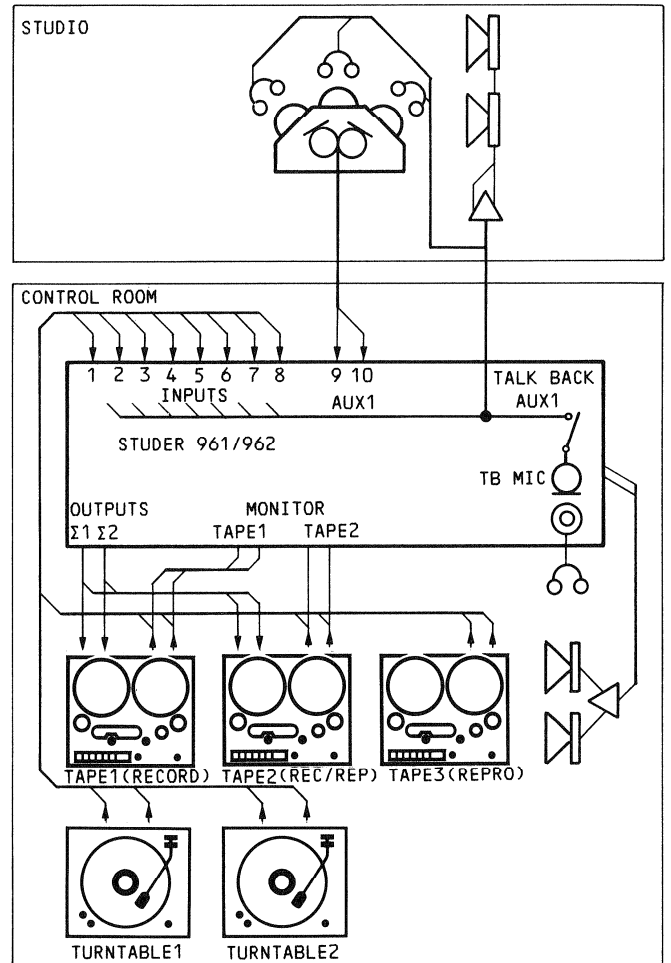 STUDIO
CONTROL ROOM
1 2 3 4 5 6 7 8 9 10 TALK BACK
INPUTS AUX1 AUX1
STUDER 961/962
TB MIC
OUTPUTS MONITOR
Σ1 Σ2 TAPE1 TAPE2
TAPE1(RECORD) TAPE2(REC/REP) TAPE3(REPRO)
TURNTABLE1 TURNTABLE2